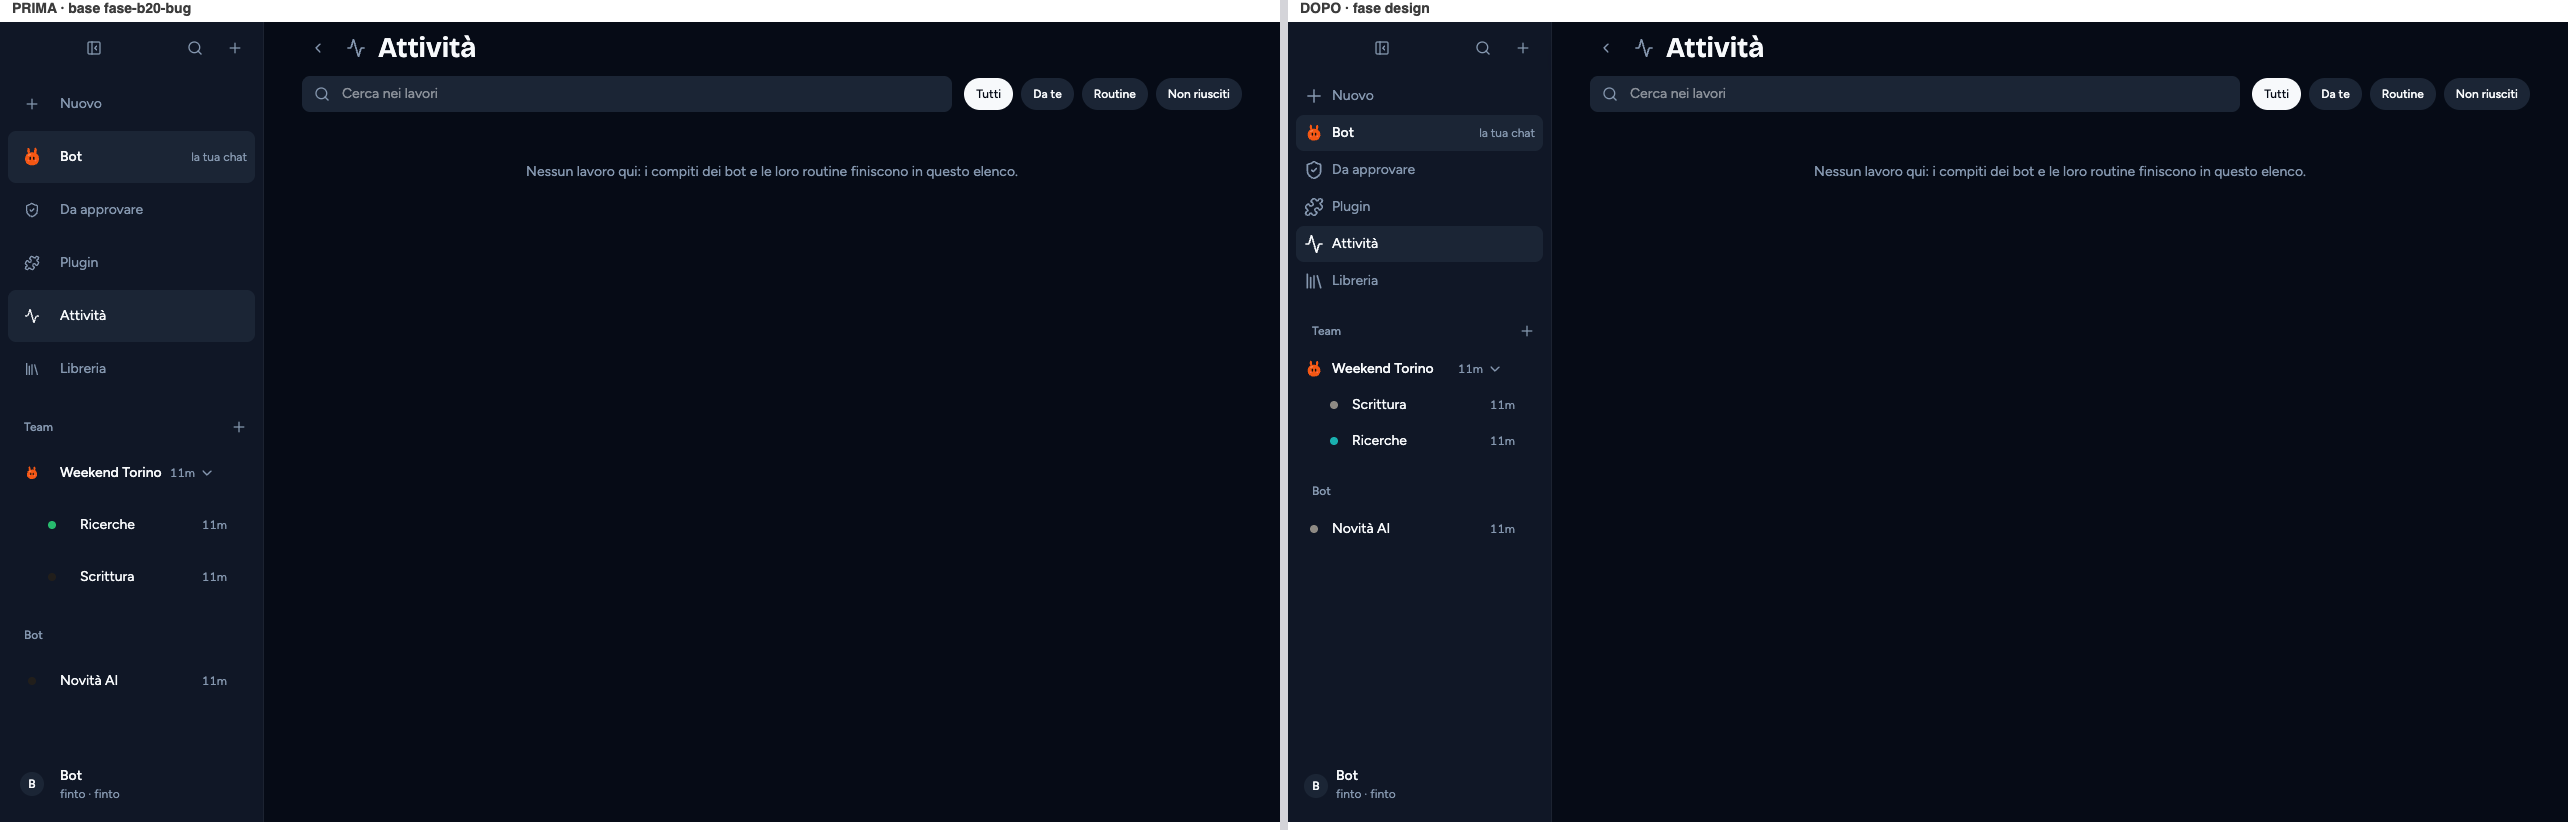 PRIMA · base fase-b20-bug
Attività
Nuovo
Cerca nei lavori
Tutti
Da te
Routine
Non riusciti
Bot
la tua chat
Nessun lavoro qui: i compiti dei bot e le loro routine finiscono in questo elenco.
Da approvare
Plugin
Attività
Libreria
Team
Weekend Torino 11m
Ricerche 11m
Scrittura 11m
Bot
Novità AI 11m
B
Bot
finto · finto
DOPO · fase design
Attività
Nuovo
Cerca nei lavori
Tutti
Da te
Routine
Non riusciti
Bot
la tua chat
Nessun lavoro qui: i compiti dei bot e le loro routine finiscono in questo elenco.
Da approvare
Plugin
Attività
Libreria
Team
Weekend Torino 11m
Scrittura 11m
Ricerche 11m
Bot
Novità AI 11m
B
Bot
finto · finto